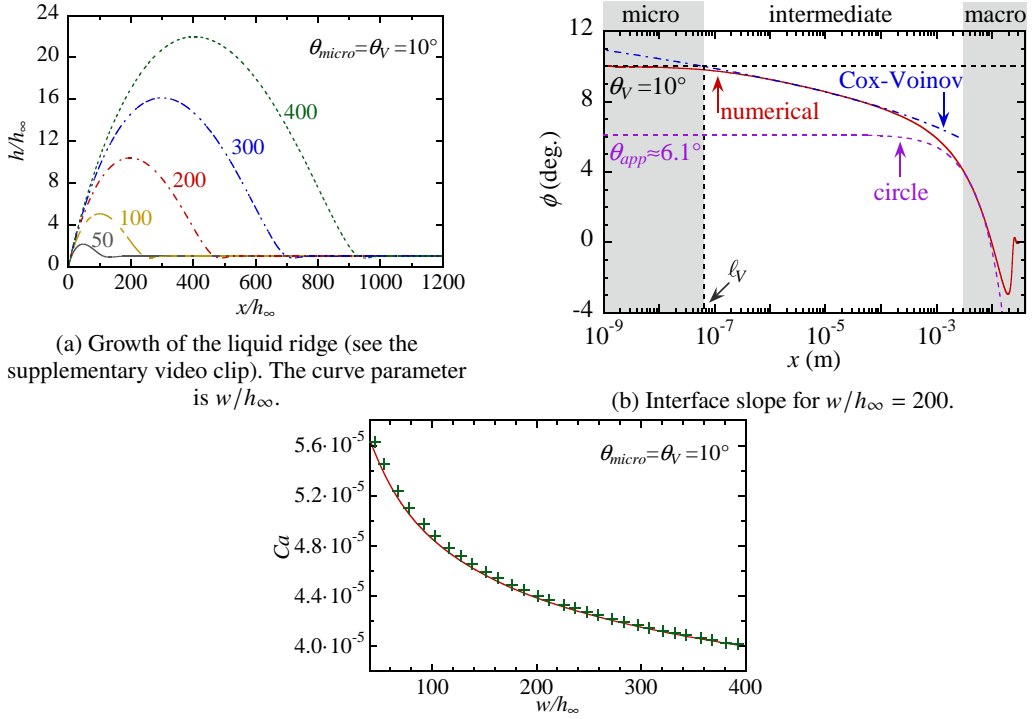 24
20
16
12
8
4
0
h/h∞
θmicro=θV=10°
400
300
200
100
50
0 200 400 600 800 1000 1200
x/h∞
(a) Growth of the liquid ridge (see the
supplementary video clip). The curve parameter
is w/h∞.
micro intermediate macro
12
8
4
0
-4
ϕ (deg.)
Cox-Voinov
θV=10°
numerical
θapp≈6.1°
circle
ℓV
10⁻⁹ 10⁻⁷ 10⁻⁵ 10⁻³
x (m)
(b) Interface slope for w/h∞ = 200.
5.6·10⁻⁵
5.2·10⁻⁵
4.8·10⁻⁵
4.4·10⁻⁵
4.0·10⁻⁵
Ca
θmicro=θV=10°
100 200 300 400
w/h∞